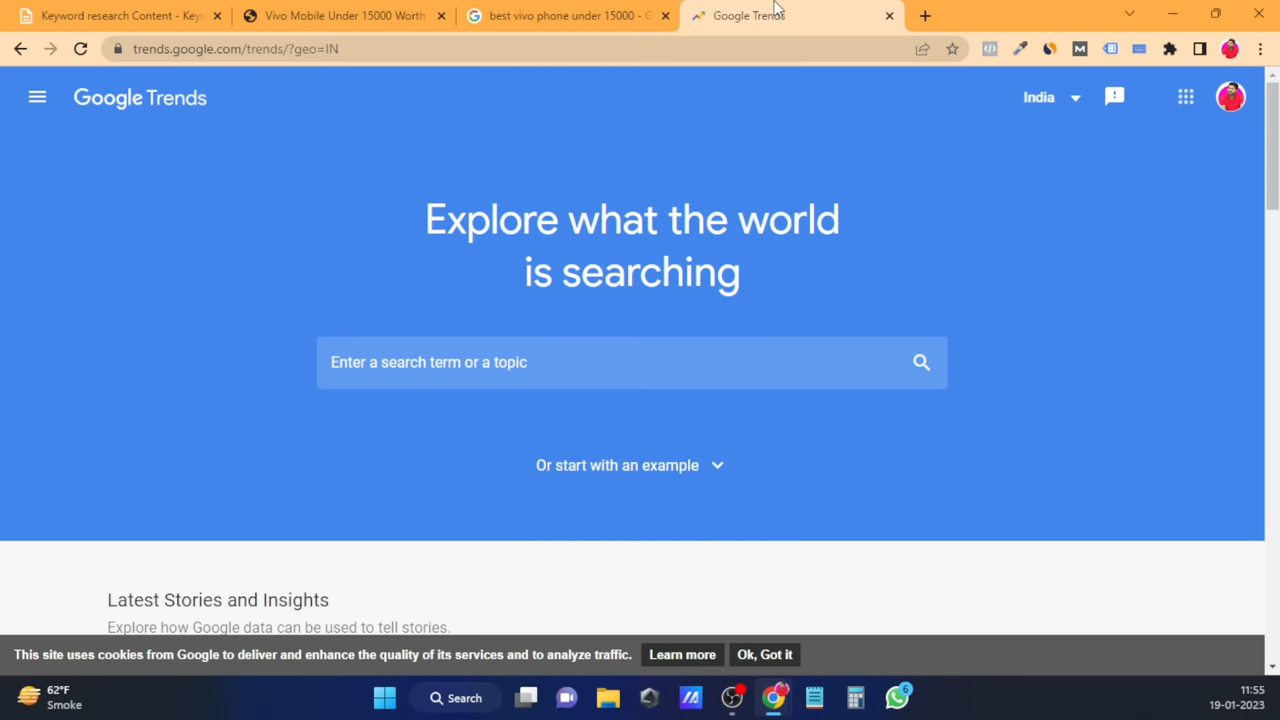 Keyword research Content - Key
Vivo Mobile Under 15000 Worth
best vivo phone under 15000 - G
Google Trends
trends.google.com/trends/?geo=IN
Google Trends
India
Explore what the world
is searching
Enter a search term or a topic
Or start with an example
Latest Stories and Insights
Explore how Google data can be used to tell stories.
This site uses cookies from Google to deliver and enhance the quality of its services and to analyze traffic.
Learn more
Ok, Got it
62°F
Smoke
Search
6
11:55
19-01-2023